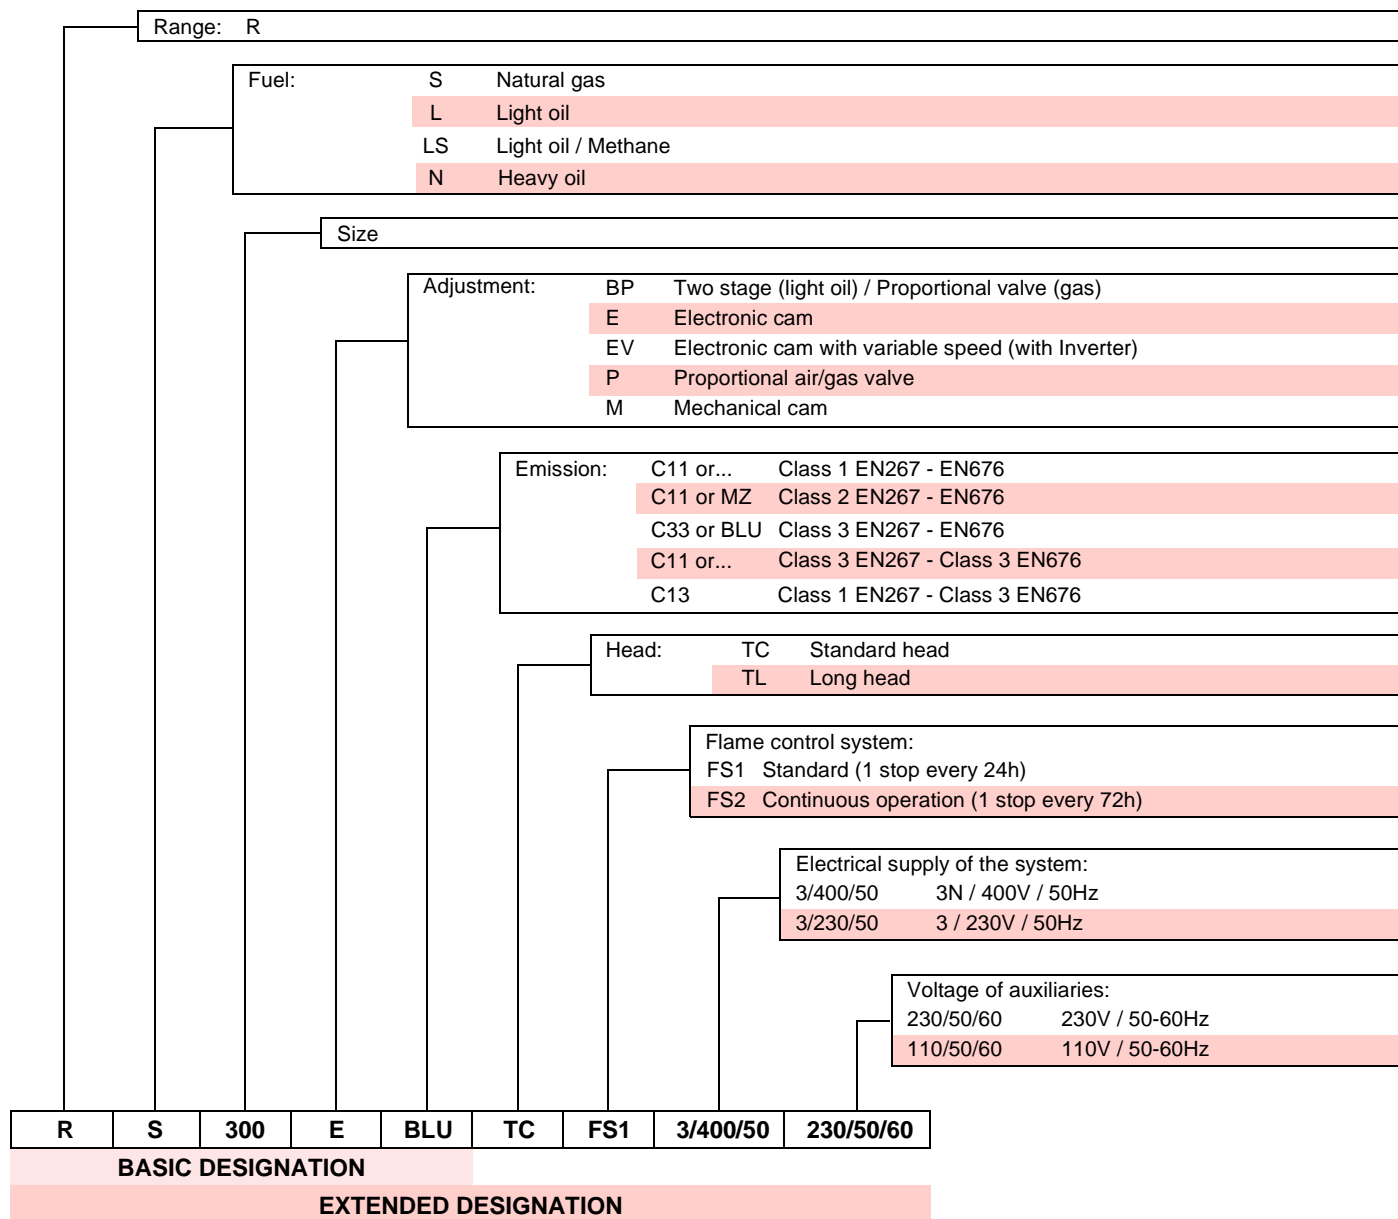 Range: R
Fuel: S Natural gas
L Light oil
LS Light oil / Methane
N Heavy oil
Size
Adjustment: BP Two stage (light oil) / Proportional valve (gas)
E Electronic cam
EV Electronic cam with variable speed (with Inverter)
P Proportional air/gas valve
M Mechanical cam
Emission: C11 or... Class 1 EN267 - EN676
C11 or MZ Class 2 EN267 - EN676
C33 or BLU Class 3 EN267 - EN676
C11 or... Class 3 EN267 - Class 3 EN676
C13 Class 1 EN267 - Class 3 EN676
Head: TC Standard head
TL Long head
Flame control system:
FS1 Standard (1 stop every 24h)
FS2 Continuous operation (1 stop every 72h)
Electrical supply of the system:
3/400/50 3N / 400V / 50Hz
3/230/50 3 / 230V / 50Hz
Voltage of auxiliaries:
230/50/60 230V / 50-60Hz
110/50/60 110V / 50-60Hz
R S 300 E BLU TC FS1 3/400/50 230/50/60
BASIC DESIGNATION
EXTENDED DESIGNATION